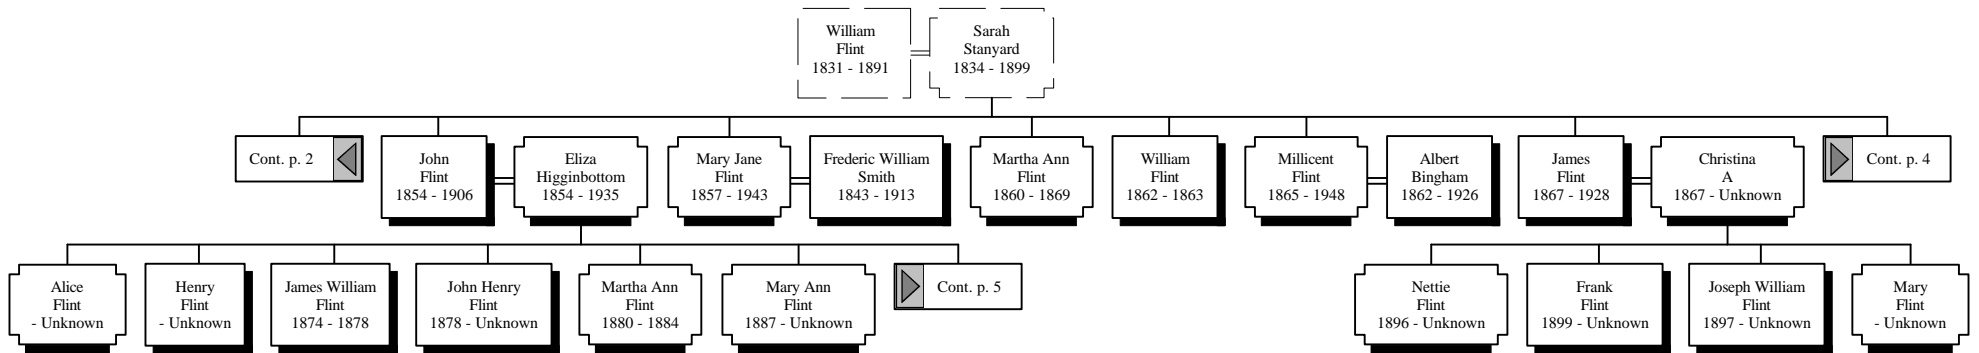 William
Flint
1831 - 1891
Sarah
Stanyard
1834 - 1899
Cont. p. 2
John
Flint
1854 - 1906
Eliza
Higginbottom
1854 - 1935
Mary Jane
Flint
1857 - 1943
Frederic William
Smith
1843 - 1913
Martha Ann
Flint
1860 - 1869
William
Flint
1862 - 1863
Millicent
Flint
1865 - 1948
Albert
Bingham
1862 - 1926
James
Flint
1867 - 1928
Christina
A
1867 - Unknown
Cont. p. 4
Alice
Flint
- Unknown
Henry
Flint
- Unknown
James William
Flint
1874 - 1878
John Henry
Flint
1878 - Unknown
Martha Ann
Flint
1880 - 1884
Mary Ann
Flint
1887 - Unknown
Cont. p. 5
Nettie
Flint
1896 - Unknown
Frank
Flint
1899 - Unknown
Joseph William
Flint
1897 - Unknown
Mary
Flint
- Unknown